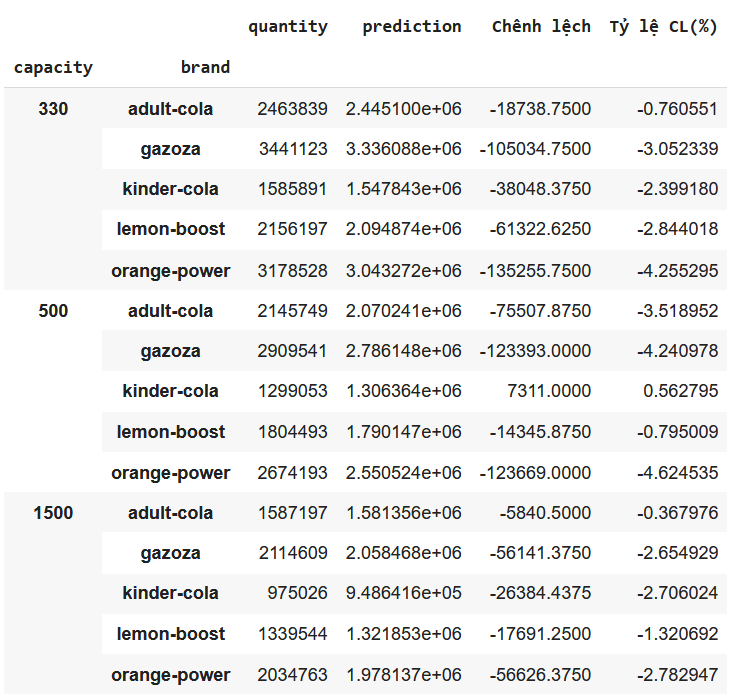 quantity prediction Chênh lệch Tỷ lệ CL(%)
capacity brand
330 adult-cola 2463839 2.445100e+06 -18738.7500 -0.760551
gazoza 3441123 3.336088e+06 -105034.7500 -3.052339
kinder-cola 1585891 1.547843e+06 -38048.3750 -2.399180
lemon-boost 2156197 2.094874e+06 -61322.6250 -2.844018
orange-power 3178528 3.043272e+06 -135255.7500 -4.255295
500 adult-cola 2145749 2.070241e+06 -75507.8750 -3.518952
gazoza 2909541 2.786148e+06 -123393.0000 -4.240978
kinder-cola 1299053 1.306364e+06 7311.0000 0.562795
lemon-boost 1804493 1.790147e+06 -14345.8750 -0.795009
orange-power 2674193 2.550524e+06 -123669.0000 -4.624535
1500 adult-cola 1587197 1.581356e+06 -5840.5000 -0.367976
gazoza 2114609 2.058468e+06 -56141.3750 -2.654929
kinder-cola 975026 9.486416e+05 -26384.4375 -2.706024
lemon-boost 1339544 1.321853e+06 -17691.2500 -1.320692
orange-power 2034763 1.978137e+06 -56626.3750 -2.782947